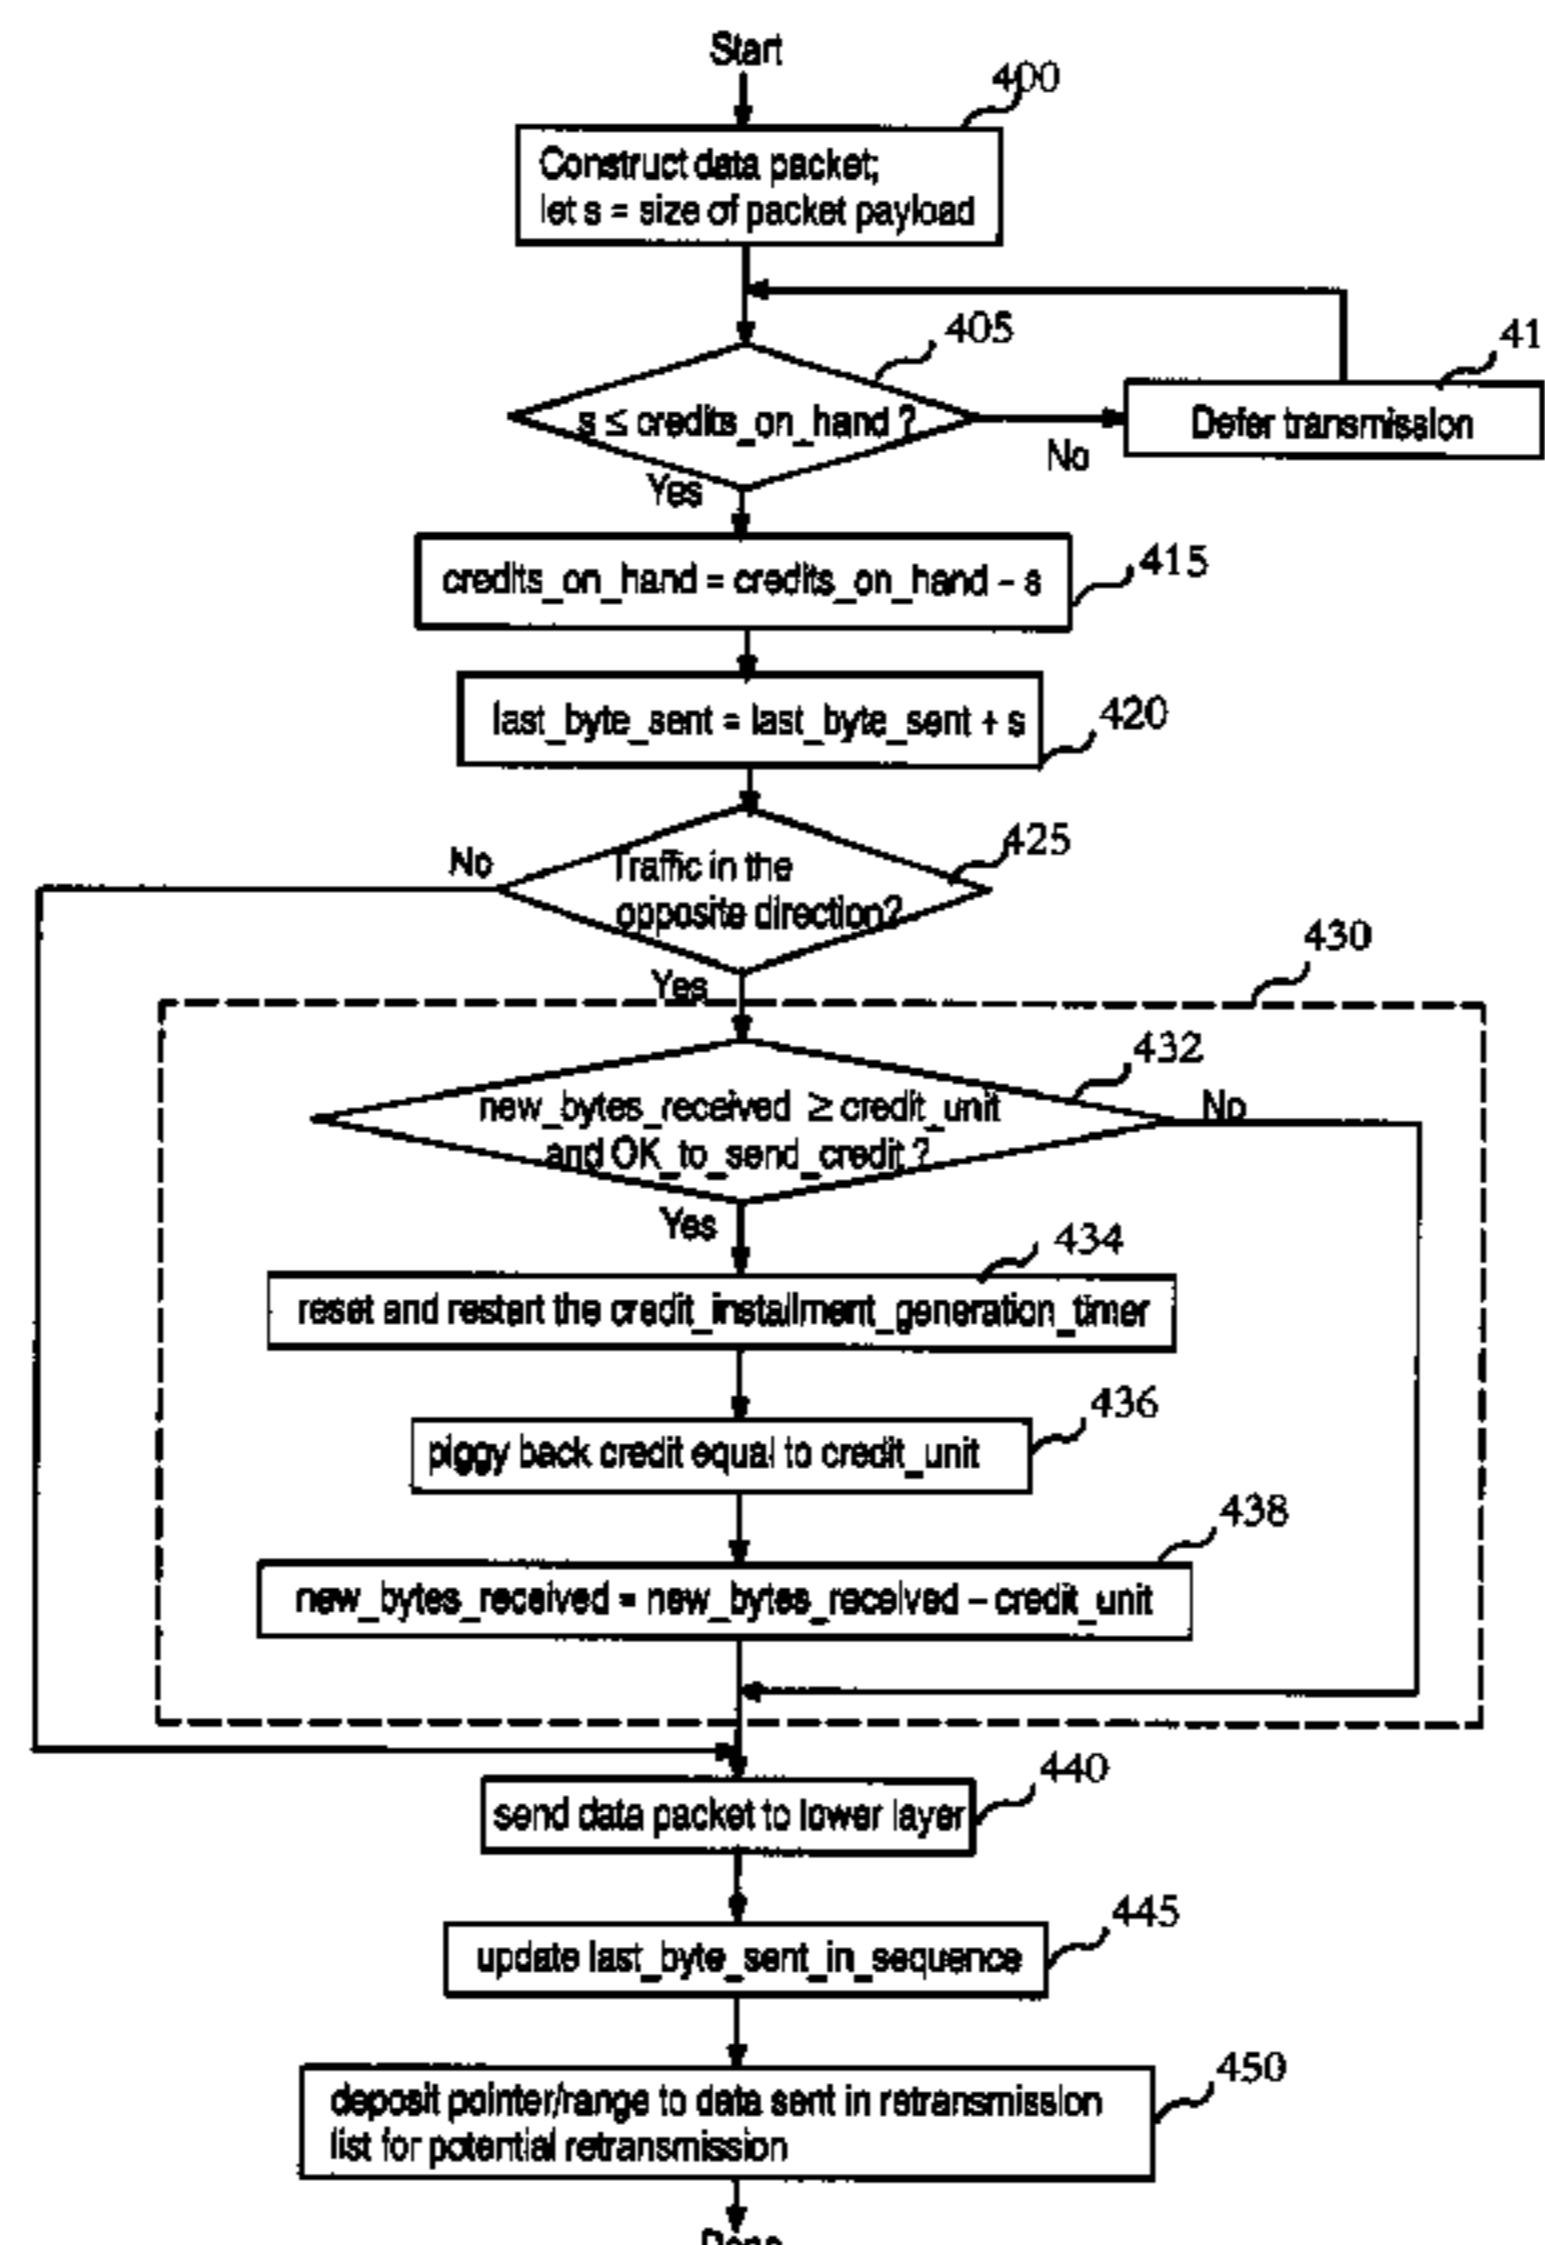 Start
400
Construct data packet;
let s = size of packet payload
405
s ≤ credits_on_hand ?
41
Defer transmission
No
Yes
credits_on_hand = credits_on_hand – s
415
last_byte_sent = last_byte_sent + s
420
No
425
Traffic in the
opposite direction?
Yes
430
432
new_bytes_received ≥ credit_unit
and OK_to_send_credit ?
No
Yes
434
reset and restart the credit_installment_generation_timer
436
piggy back credit equal to credit_unit
438
new_bytes_received = new_bytes_received – credit_unit
440
send data packet to lower layer
445
update last_byte_sent_in_sequence
450
deposit pointer/range to data sent in retransmission
list for potential retransmission